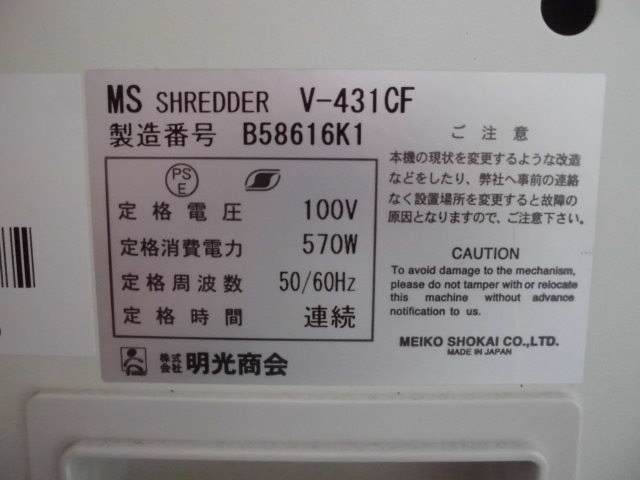 MS SHREDDER V-431CF
製造番号 B58616K1
PS
E
定格電圧 100V
定格消費電力 570W
定格周波数 50/60Hz
定格時間 連続
株式
会社 明光商会
ご注意
本機の現状を変更するような改造
などをしたり、弊社へ事前の連絡
なく設置場所を変更すると故障の
原因となりますので、ご注意下さい。
CAUTION
To avoid damage to the mechanism,
please do not tamper with or relocate
this machine without advance
notification to us.
MEIKO SHOKAI CO.,LTD.
MADE IN JAPAN